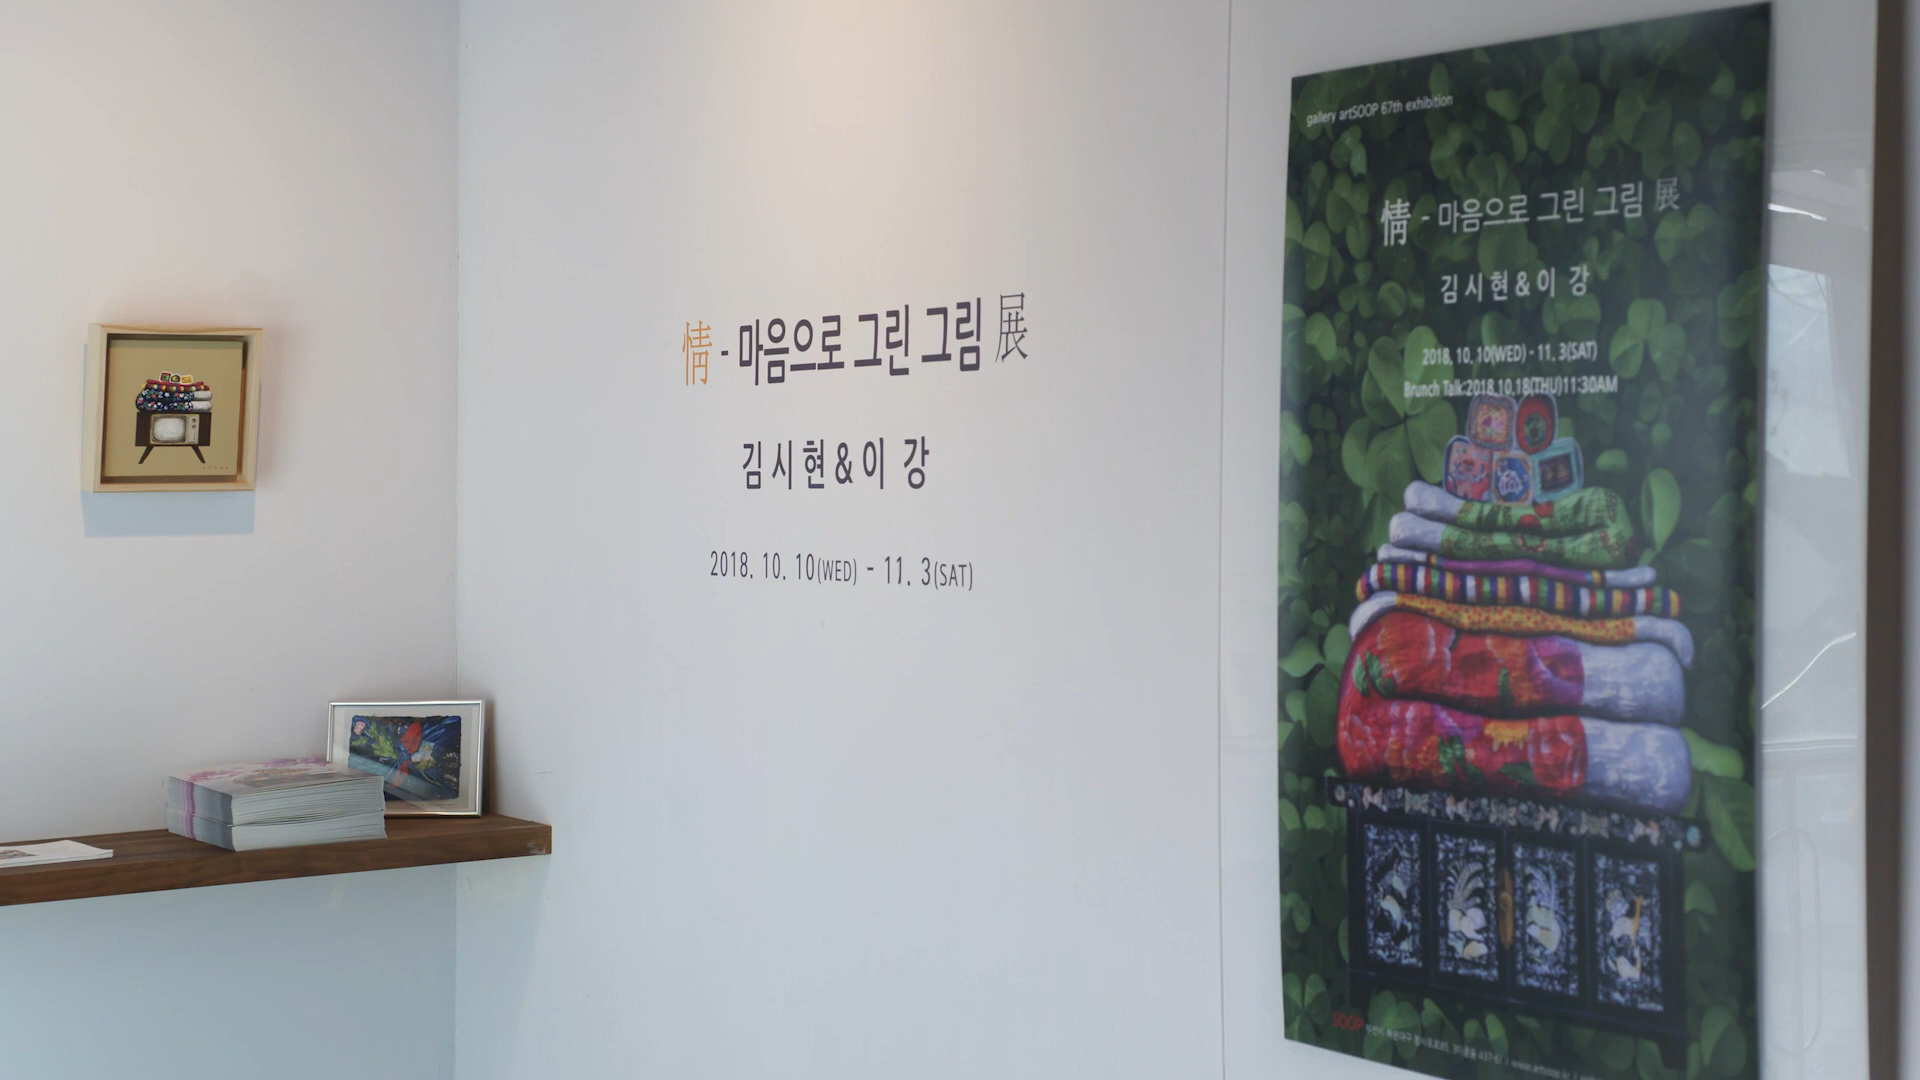 情 - 마음으로 그린 그림 展
김 시 현 & 이 강
2018. 10. 10(WED) - 11. 3(SAT)
gallery artSOOP 67th exhibition
情 - 마음으로 그린 그림 展
김 시 현 & 이 강
2018. 10. 10(WED) - 11. 3(SAT)
Brunch Talk:2018.10.18(THU)11:30AM
SOOP